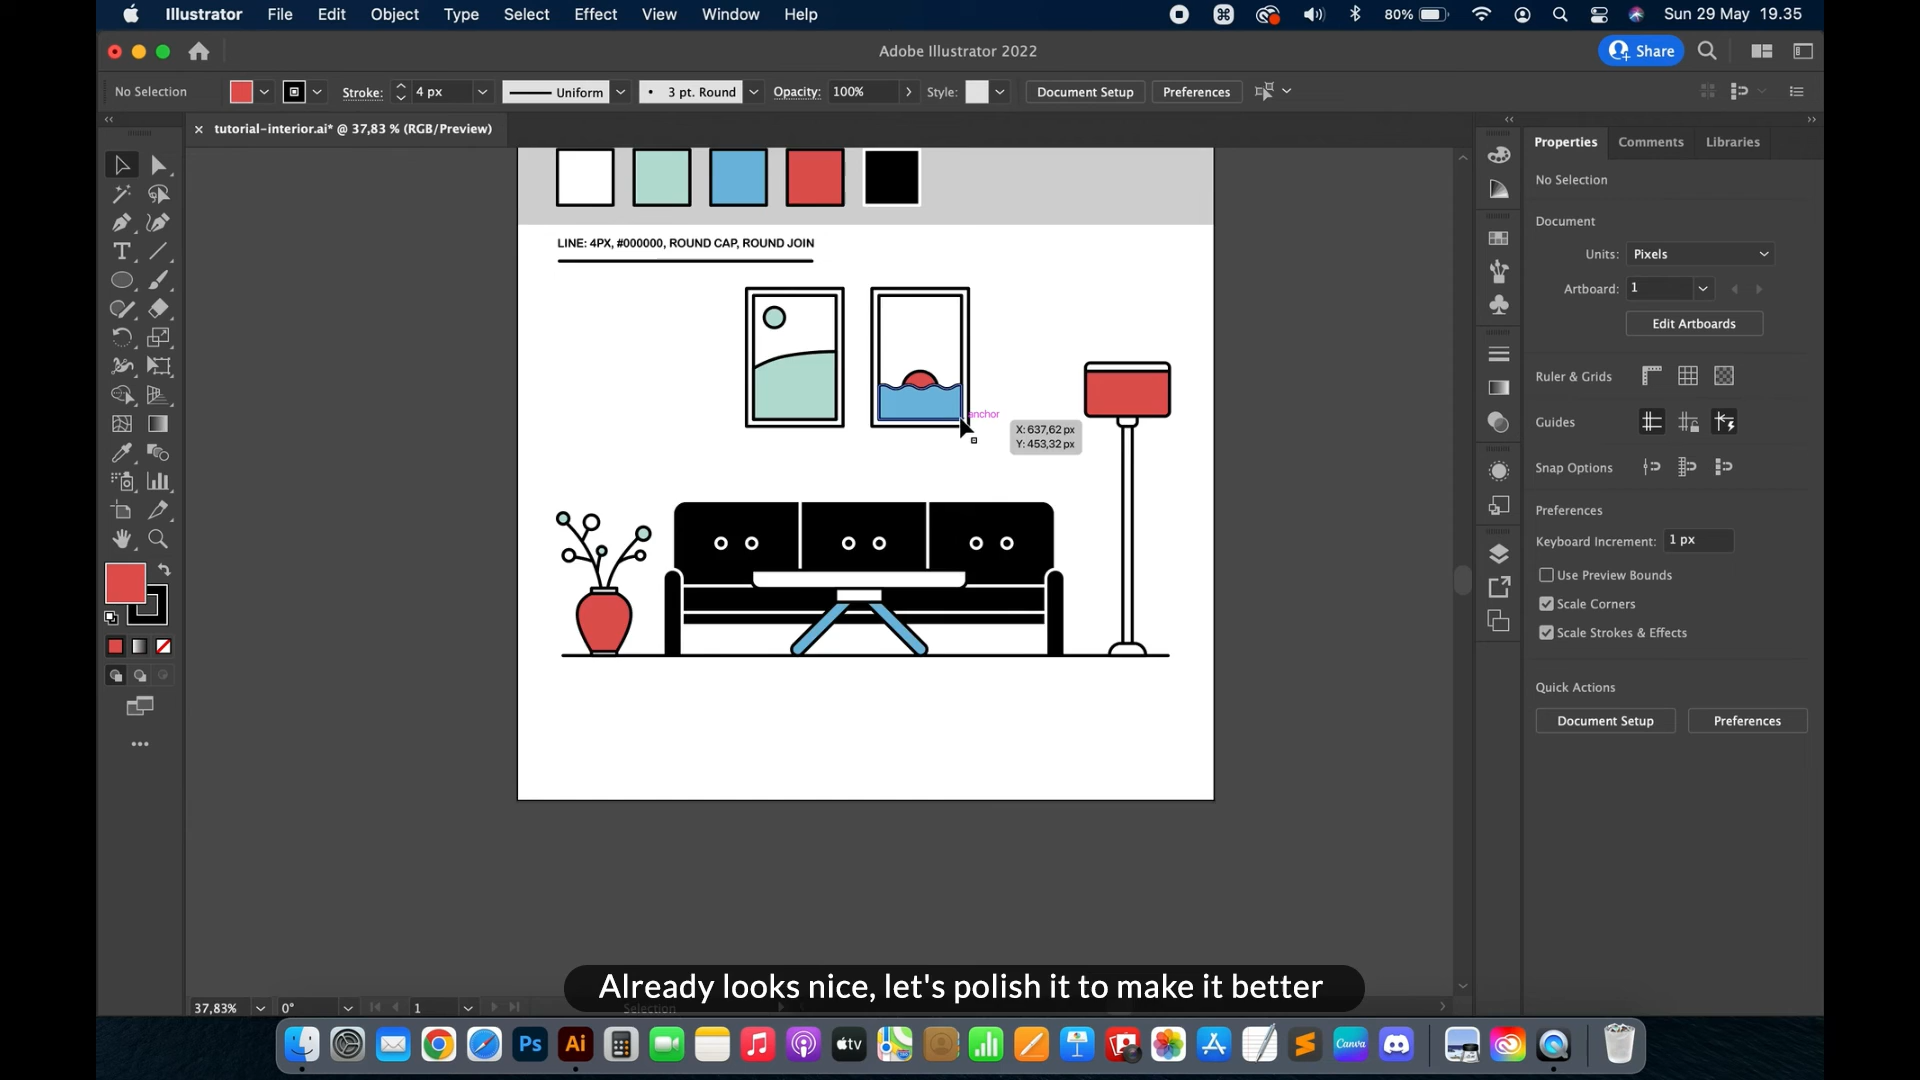 Illustrator File Edit Object Type Select Effect View Window Help 80% Sun 29 May 19.35
Adobe Illustrator 2022 Share
No Selection Stroke: 4 px Uniform 3 pt. Round Opacity: 100% Style: Document Setup Preferences
tutorial-interior.ai* @ 37,83 % (RGB/Preview)
Properties Comments Libraries
No Selection
Document
Units: Pixels
Artboard: 1
Edit Artboards
Ruler & Grids
Guides
Snap Options
Preferences
Keyboard Increment: 1 px
Use Preview Bounds
Scale Corners
Scale Strokes & Effects
Quick Actions
Document Setup Preferences
LINE: 4PX, #000000, ROUND CAP, ROUND JOIN
anchor
X: 637,62 px
Y: 453,32 px
Already looks nice, let's polish it to make it better
37,83% 0° 1 Selection
Ps Ai tv Canva